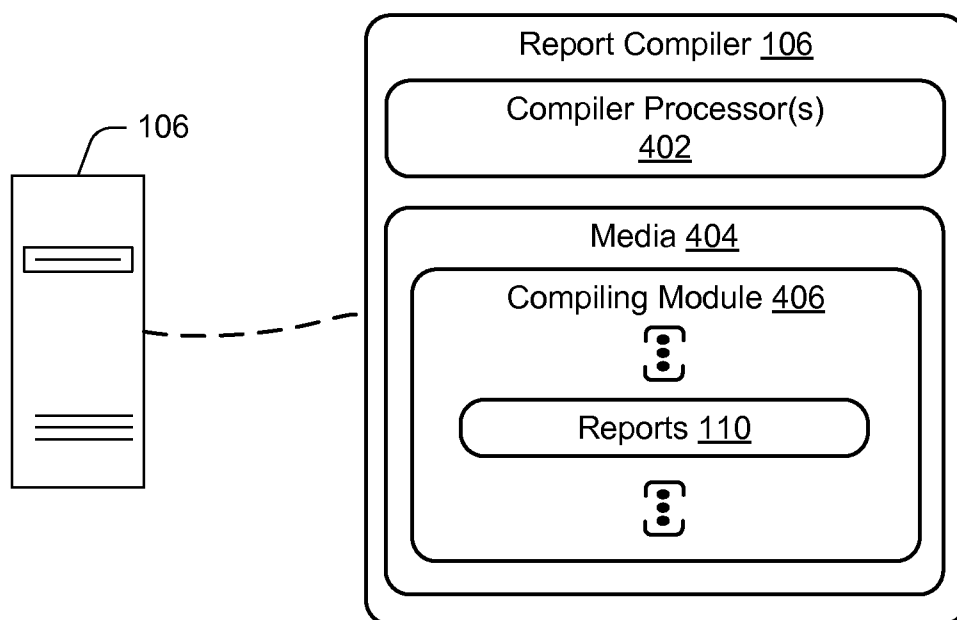 Report Compiler 106
Compiler Processor(s)
402
106
Media 404
Compiling Module 406
Reports 110